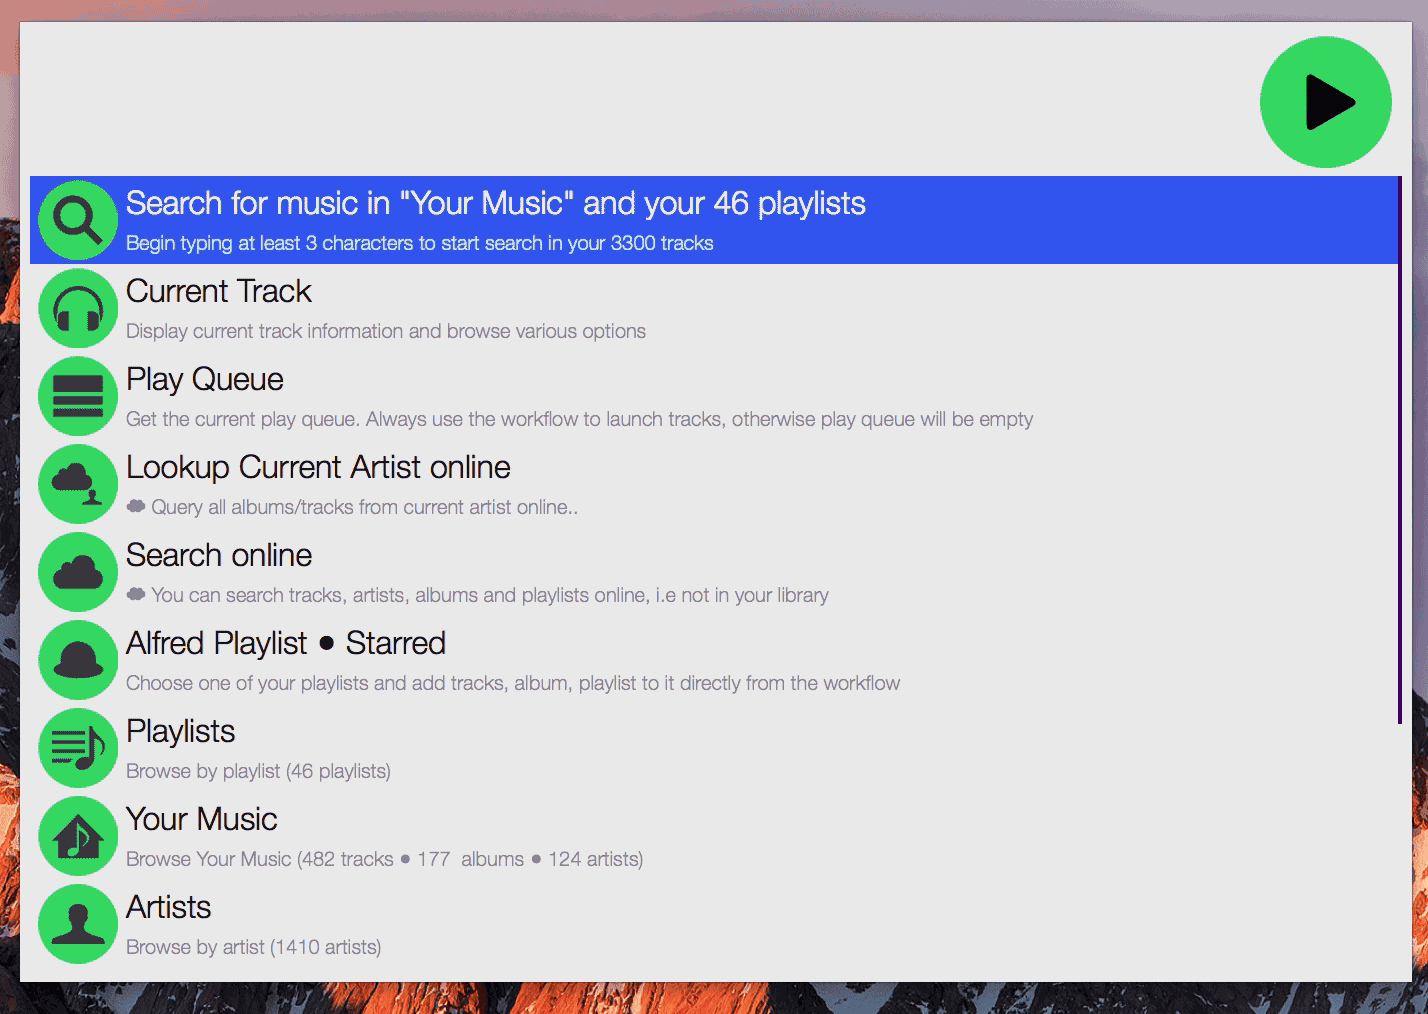 Search for music in "Your Music" and your 46 playlists
Begin typing at least 3 characters to start search in your 3300 tracks
Current Track
Display current track information and browse various options
Play Queue
Get the current play queue. Always use the workflow to launch tracks, otherwise play queue will be empty
Lookup Current Artist online
Query all albums/tracks from current artist online..
Search online
You can search tracks, artists, albums and playlists online, i.e not in your library
Alfred Playlist ● Starred
Choose one of your playlists and add tracks, album, playlist to it directly from the workflow
Playlists
Browse by playlist (46 playlists)
Your Music
Browse Your Music (482 tracks ● 177  albums ● 124 artists)
Artists
Browse by artist (1410 artists)